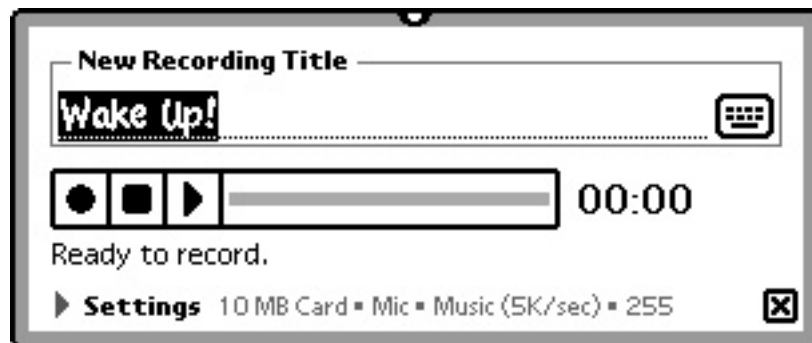 New Recording Title
Wake Up!
00:00
Ready to record.
Settings 10 MB Card ▪ Mic ▪ Music (5K/sec) ▪ 255